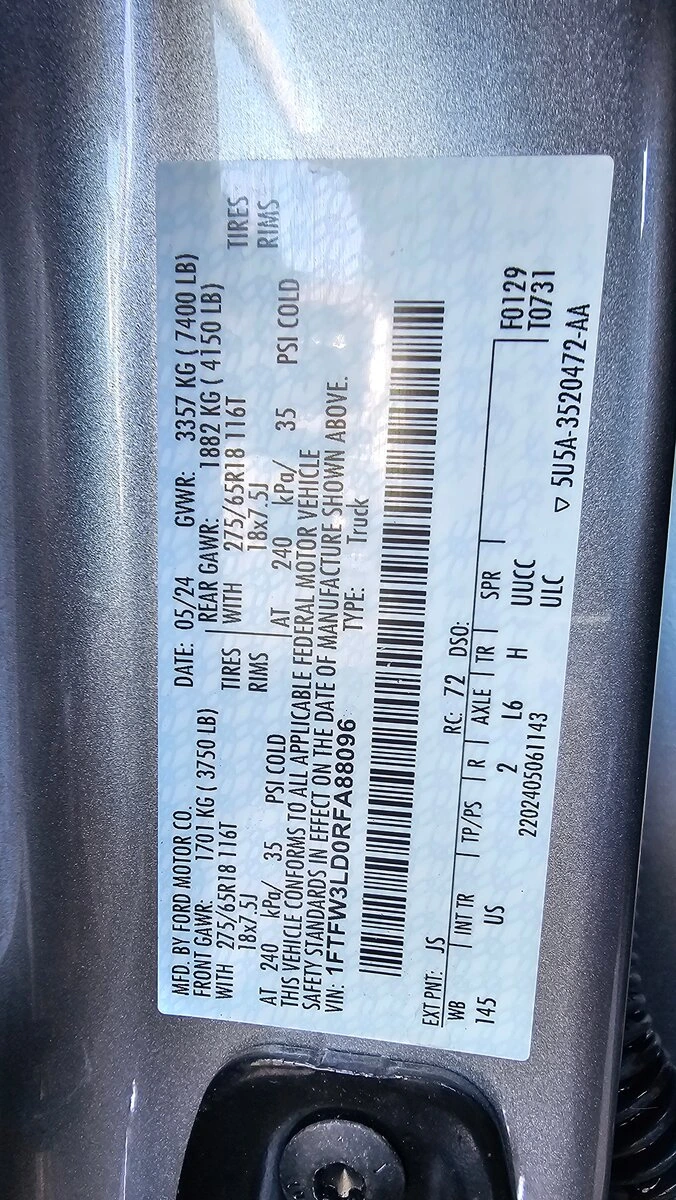 MFD. BY FORD MOTOR CO. DATE: 05/24 GVWR: 3357 KG ( 7400 LB)
FRONT GAWR: 1701 KG ( 3750 LB) REAR GAWR: 1882 KG ( 4150 LB)
WITH 275/65R18 116T TIRES WITH 275/65R18 116T TIRES
18x7.5J RIMS 18x7.5J RIMS
AT 240 kPa/ 35 PSI COLD AT 240 kPa/ 35 PSI COLD
THIS VEHICLE CONFORMS TO ALL APPLICABLE FEDERAL MOTOR VEHICLE
SAFETY STANDARDS IN EFFECT ON THE DATE OF MANUFACTURE SHOWN ABOVE.
VIN: 1FTFW3LD0RFA88096 TYPE: Truck
EXT PNT: JS RC: 72 DSO:
WB INT TR TP/PS R AXLE TR SPR F0129
145 US 2 L6 H UUCC T0731
2202405061143 ULC
▽ 5U5A-3520472-AA